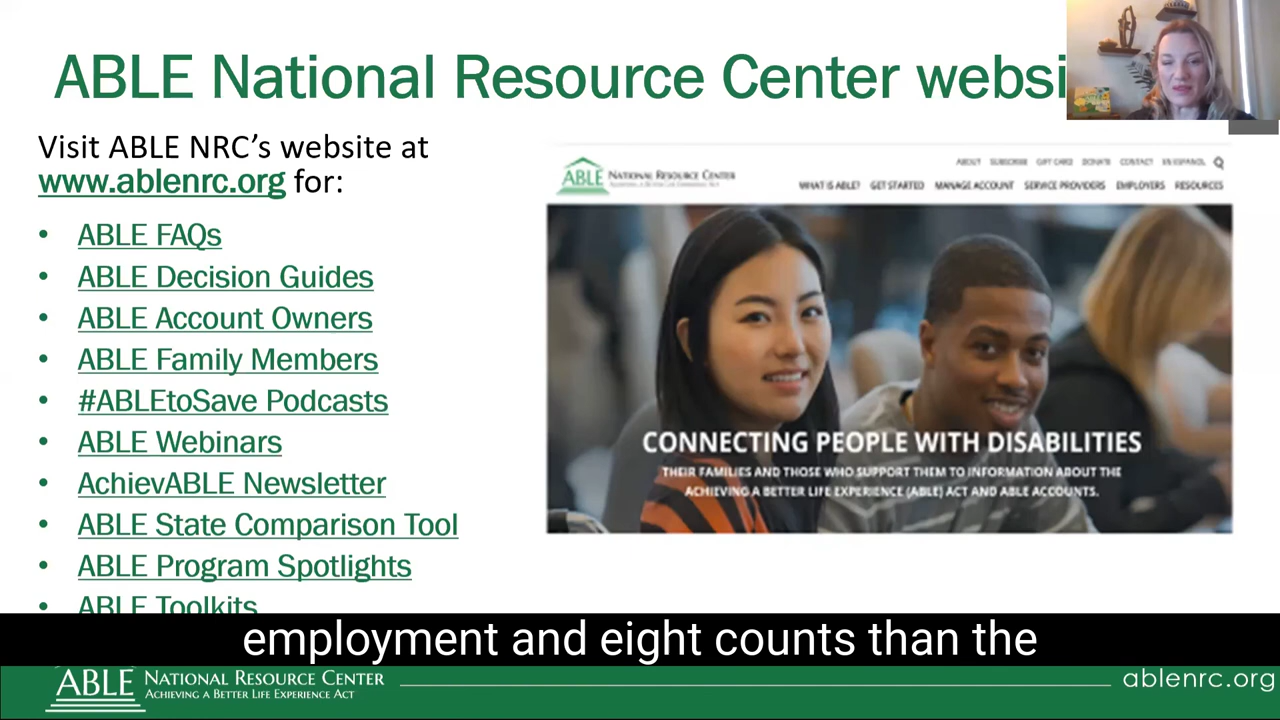 ABLE National Resource Center websi
Visit ABLE NRC's website at
www.ablenrc.org for:
• ABLE FAQs
• ABLE Decision Guides
• ABLE Account Owners
• ABLE Family Members
• #ABLEtoSave Podcasts
• ABLE Webinars
• AchievABLE Newsletter
• ABLE State Comparison Tool
• ABLE Program Spotlights
• ABLE Toolkits
ABLE NATIONAL RESOURCE CENTER
ACHIEVING A BETTER LIFE EXPERIENCE ACT
ABOUT SUBSCRIBE GIFT CARD DONATE CONTACT EN ESPAÑOL
WHAT IS ABLE? GET STARTED MANAGE ACCOUNT SERVICE PROVIDERS EMPLOYERS RESOURCES
CONNECTING PEOPLE WITH DISABILITIES
THEIR FAMILIES AND THOSE WHO SUPPORT THEM TO INFORMATION ABOUT THE
ACHIEVING A BETTER LIFE EXPERIENCE (ABLE) ACT AND ABLE ACCOUNTS.
employment and eight counts than the
ABLE NATIONAL RESOURCE CENTER
ACHIEVING A BETTER LIFE EXPERIENCE ACT
ablenrc.org